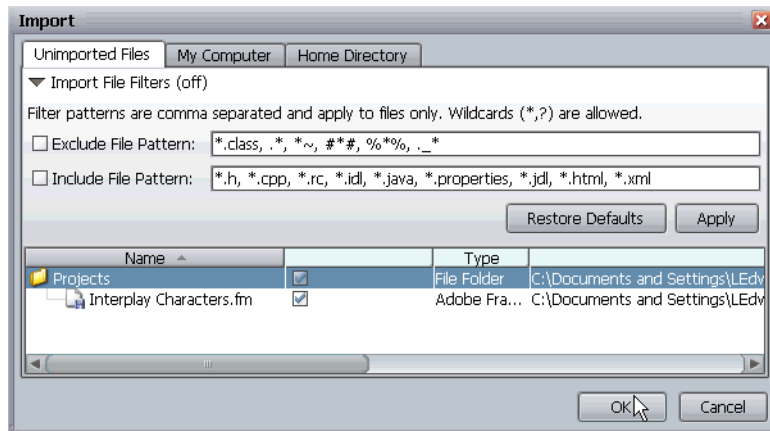 Import
Unimported Files My Computer Home Directory
Import File Filters (off)
Filter patterns are comma separated and apply to files only. Wildcards (*,?) are allowed.
Exclude File Pattern: *.class, .*, *~, #*#, %*%, ._*
Include File Pattern: *.h, *.cpp, *.rc, *.idl, *.java, *.properties, *.jdl, *.html, *.xml
Restore Defaults Apply
Name Type
Projects File Folder C:\Documents and Settings\LEdv
Interplay Characters.fm Adobe Fra... C:\Documents and Settings\LEdv
OK Cancel